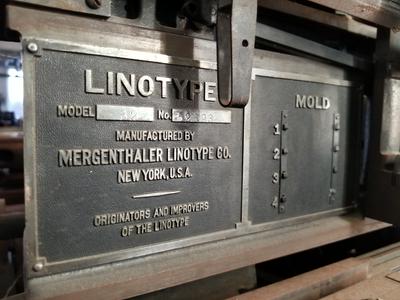 LINOTYPE
MODEL No.
MANUFACTURED BY
MERGENTHALER LINOTYPE CO.
NEW YORK, U.S.A.
ORIGINATORS AND IMPROVERS
OF THE LINOTYPE
MOLD
1
2
3
4